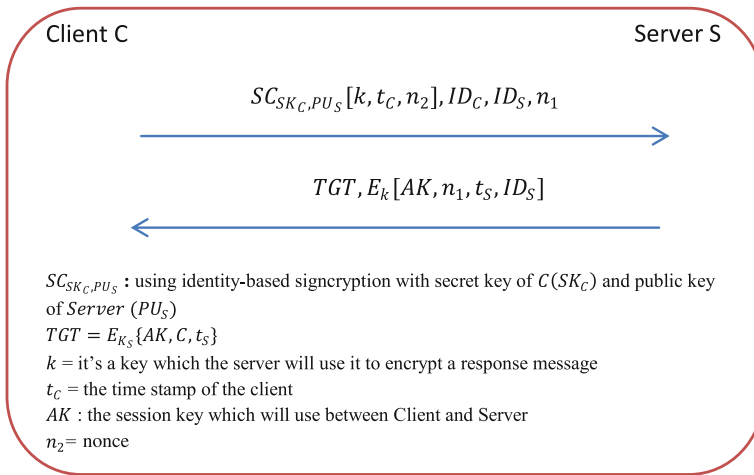 Client C Server S
SC_{SK_C,PU_S}[k, t_C, n_2], ID_C, ID_S, n_1
TGT, E_k[AK, n_1, t_S, ID_S]
SC_{SK_C,PU_S} : using identity-based signcryption with secret key of C(SK_C) and public key
of Server (PU_S)
TGT = E_{K_S}{AK, C, t_S}
k = it's a key which the server will use it to encrypt a response message
t_C = the time stamp of the client
AK : the session key which will use between Client and Server
n_2= nonce